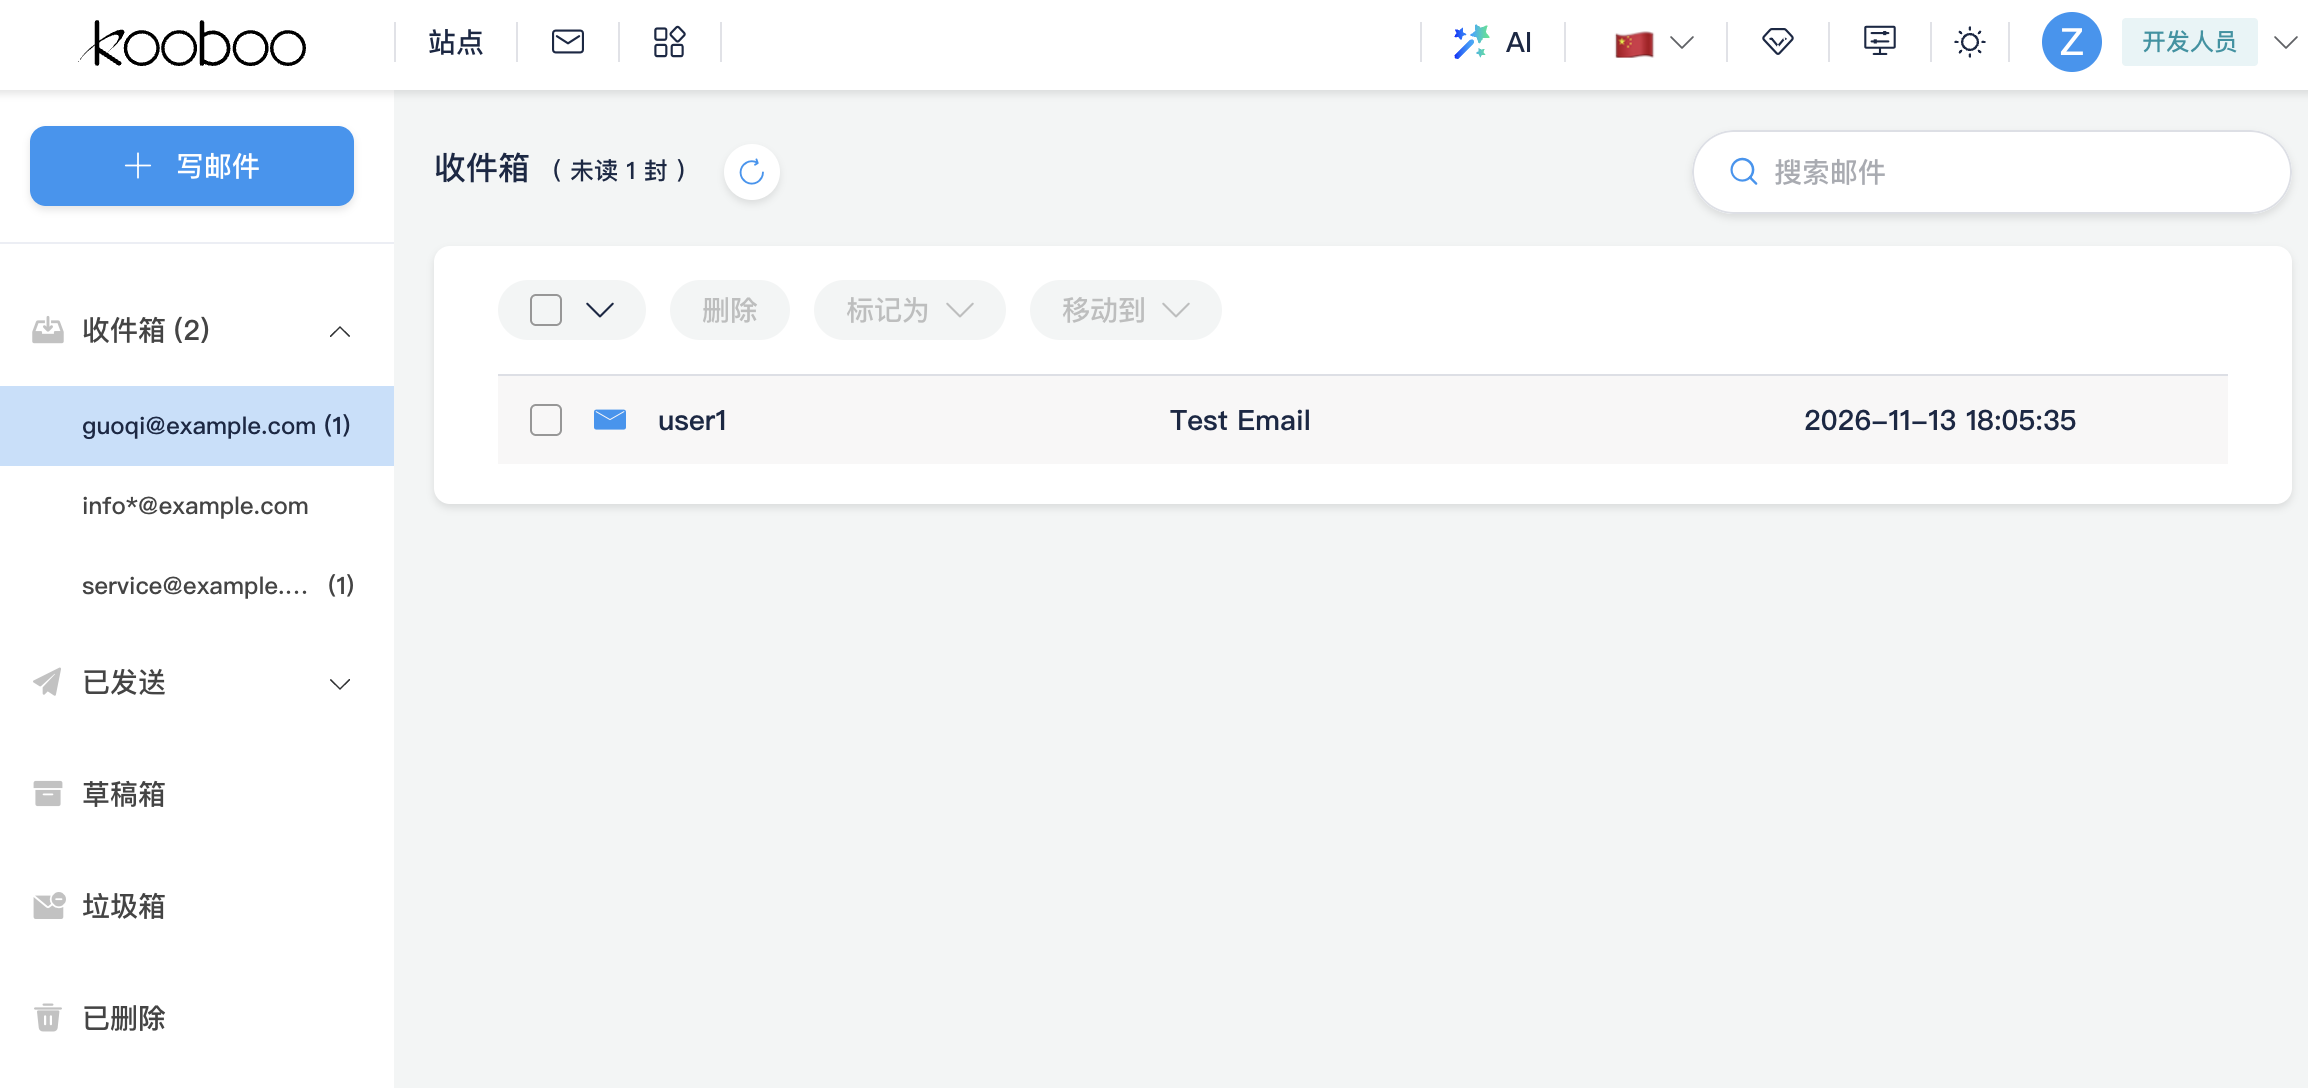 kooboo 站点 AI Z 开发人员
写邮件
收件箱 （未读 1 封） 搜索邮件
删除 标记为 移动到
收件箱 (2)
guoqi@example.com (1)
info*@example.com
service@example.... (1)
已发送
草稿箱
垃圾箱
已删除
user1 Test Email 2026-11-13 18:05:35